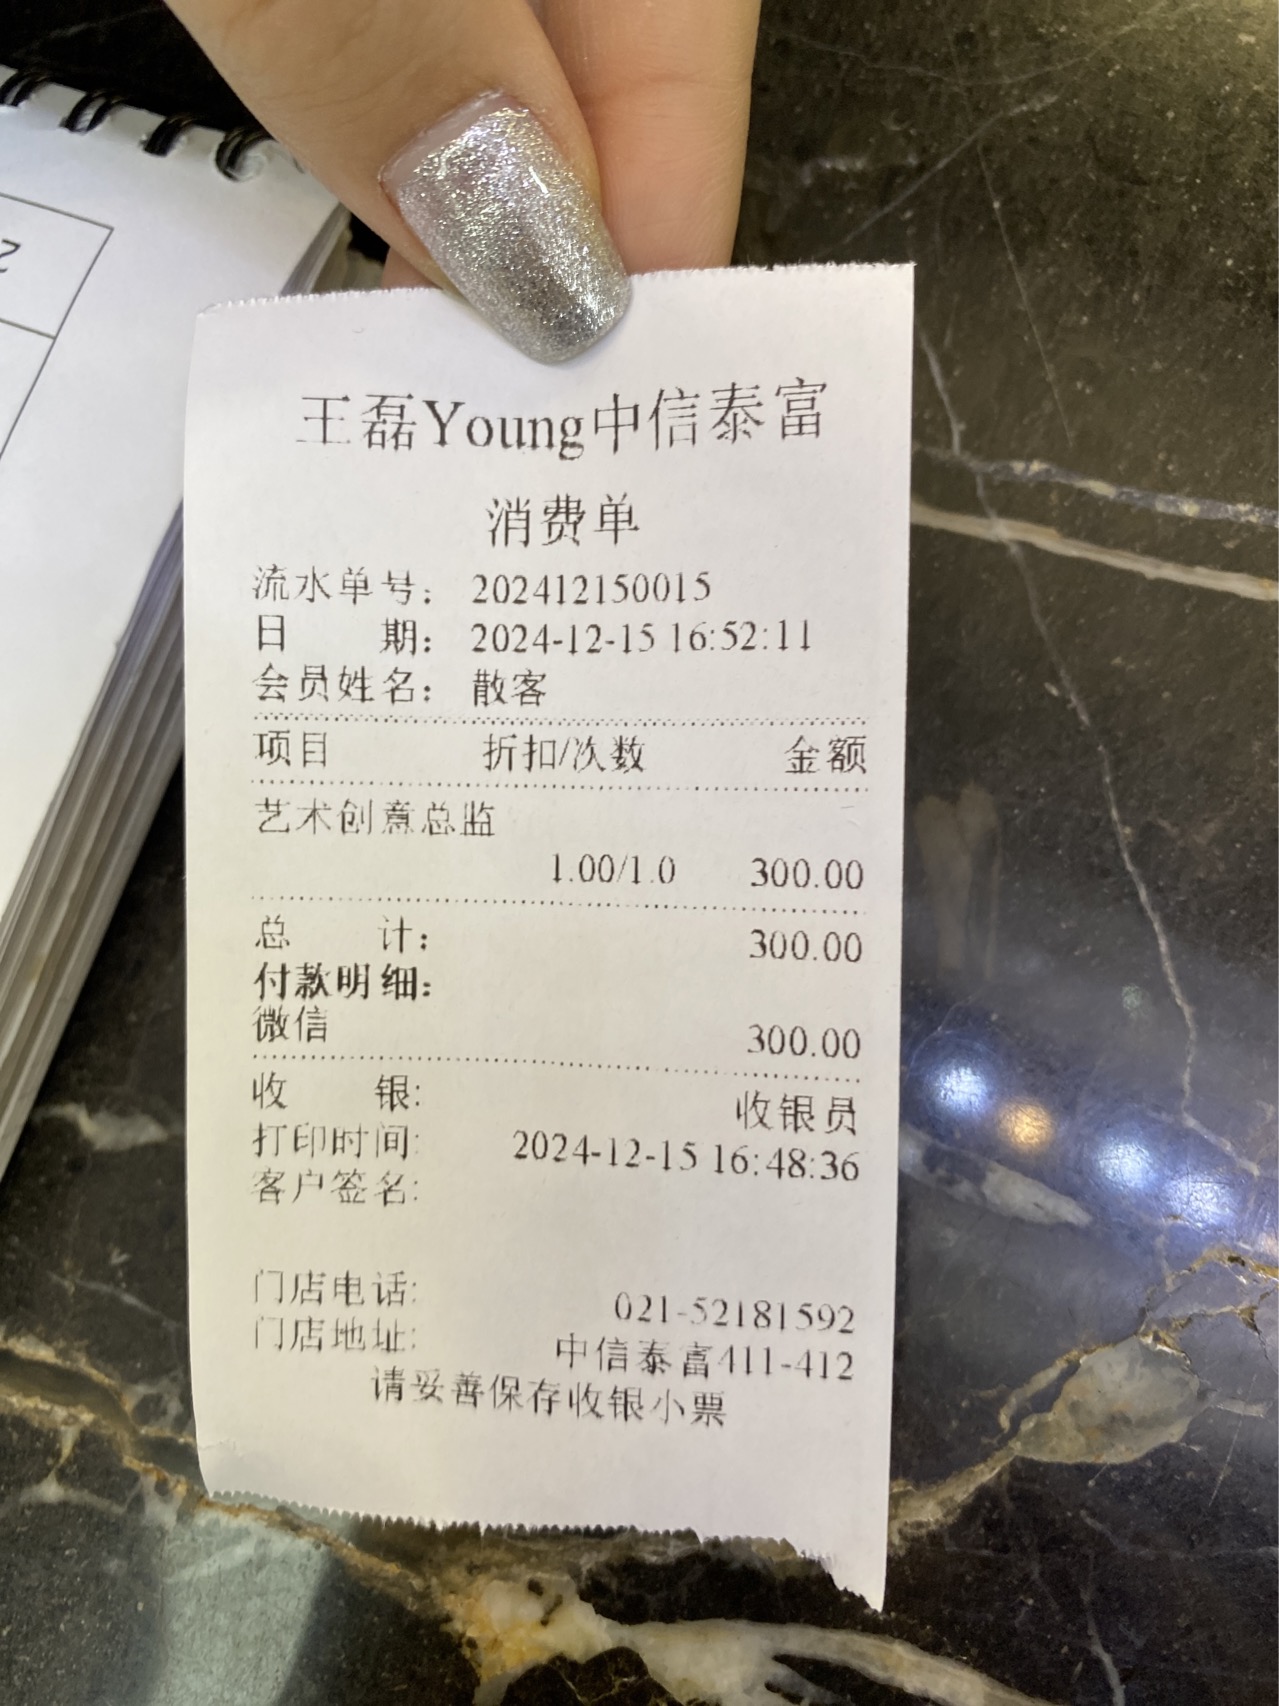 王磊Young中信泰富
消费单
流水单号: 202412150015
日 期: 2024-12-15 16:52:11
会员姓名: 散客
项目 折扣/次数 金额
艺术创意总监
1.00/1.0 300.00
总 计: 300.00
付款明细:
微信 300.00
收 银: 收银员
打印时间: 2024-12-15 16:48:36
客户签名:
门店电话: 021-52181592
门店地址: 中信泰富411-412
请妥善保存收银小票
2